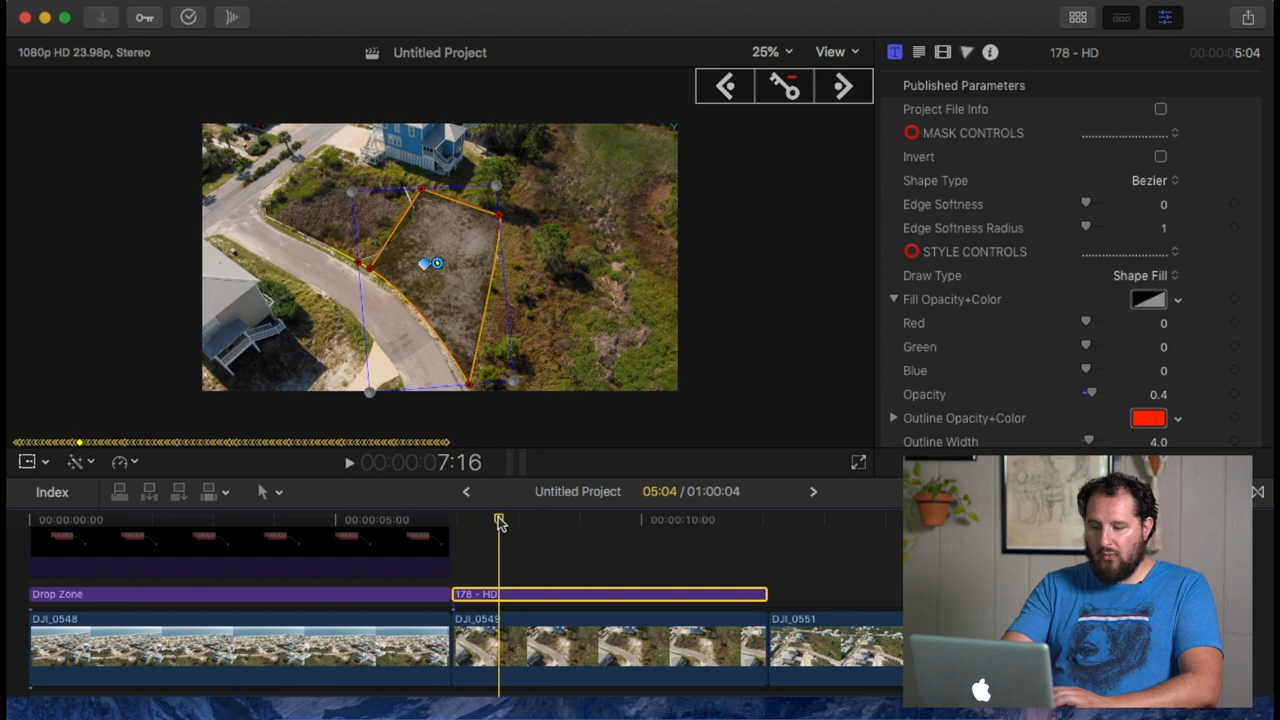 1080p HD 23.98p, Stereo
Untitled Project
25%
View
178 - HD
00:00:05:04
Published Parameters
Project File Info
MASK CONTROLS
Invert
Shape Type
Bezier
Edge Softness
0
Edge Softness Radius
1
STYLE CONTROLS
Draw Type
Shape Fill
Fill Opacity+Color
Red
0
Green
0
Blue
0
Opacity
0.4
Outline Opacity+Color
Outline Width
4.0
00:00:07:16
Index
Untitled Project
05:04 / 01:00:04
00:00:00:00
00:00:05:00
00:00:10:00
Drop Zone
178 - HD
DJI_0548
DJI_0549
DJI_0551